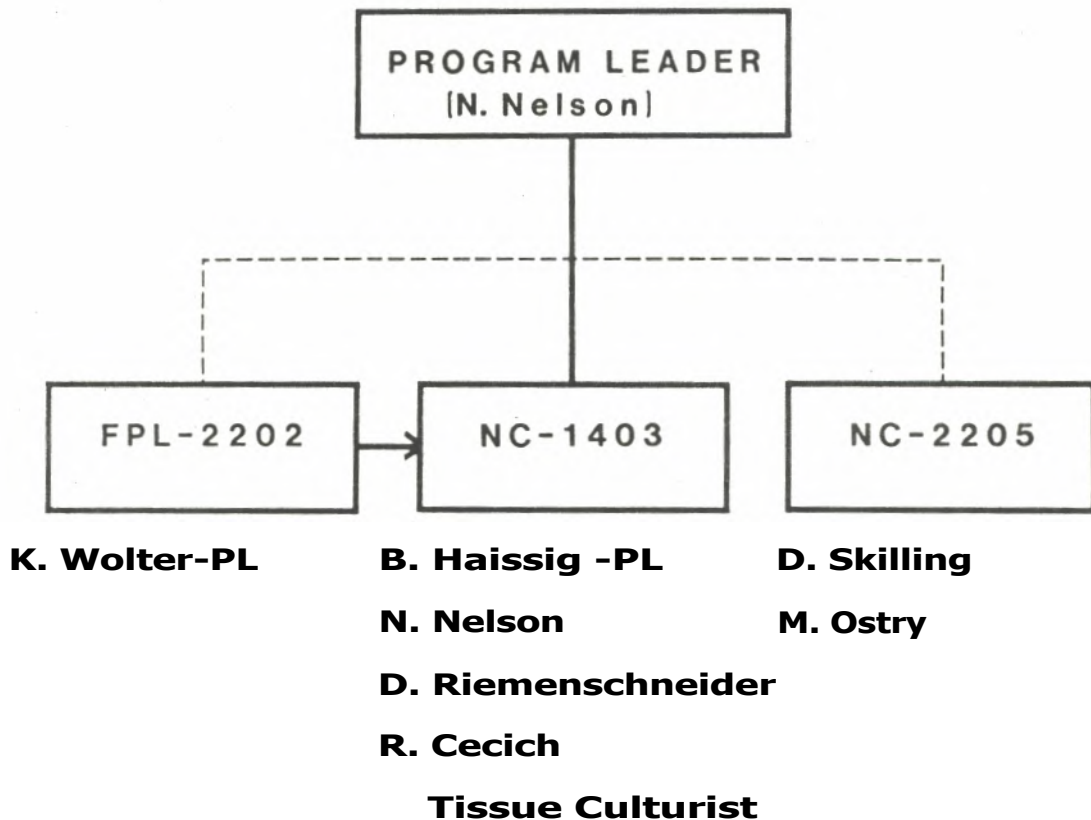 PROGRAM LEADER
(N. Nelson)
FPL-2202
NC-1403
NC-2205
K. Wolter-PL
B. Haissig -PL
N. Nelson
D. Riemenschneider
R. Cecich
Tissue Culturist
D. Skilling
M. Ostry